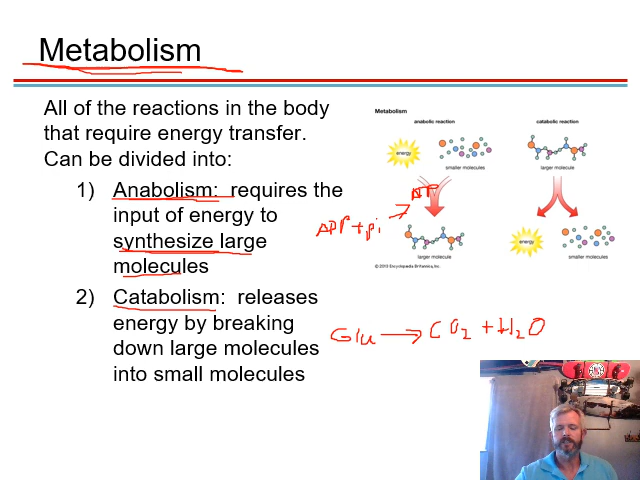 Metabolism
All of the reactions in the body
that require energy transfer.
Can be divided into:
1) Anabolism: requires the
input of energy to
synthesize large
molecules
2) Catabolism: releases
energy by breaking
down large molecules
into small molecules
Metabolism
anabolic reaction
catabolic reaction
energy
smaller molecules
larger molecule
ATP
ADP + Pi
larger molecule
energy
smaller molecules
© 2010 Encyclopædia Britannica, Inc.
Glu → CO2 + H2O